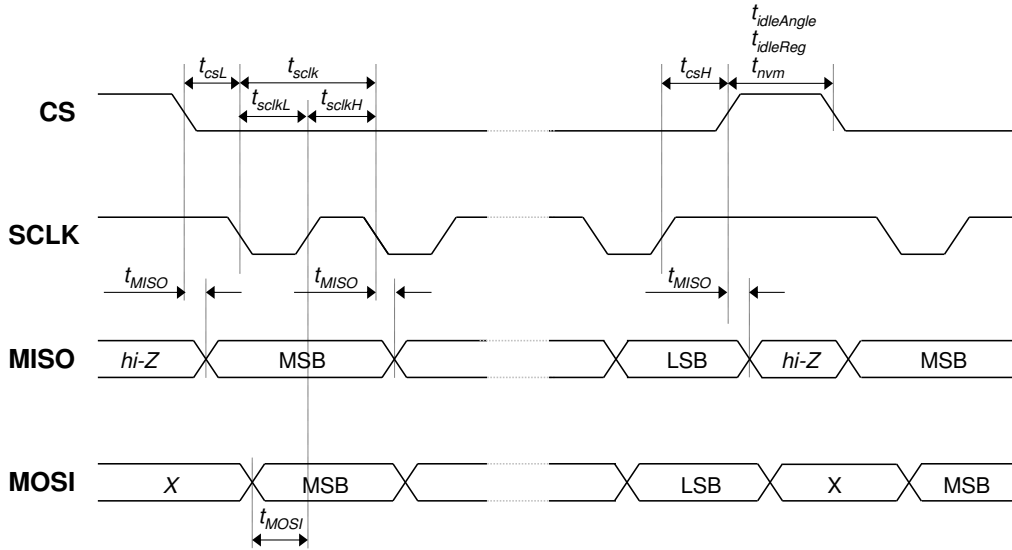 t_idleAngle
t_idleReg
t_csL t_sclk t_csH t_nvm
CS t_sclkL t_sclkH
SCLK
t_MISO t_MISO t_MISO
MISO hi-Z MSB LSB hi-Z MSB
MOSI X MSB LSB X MSB
t_MOSI